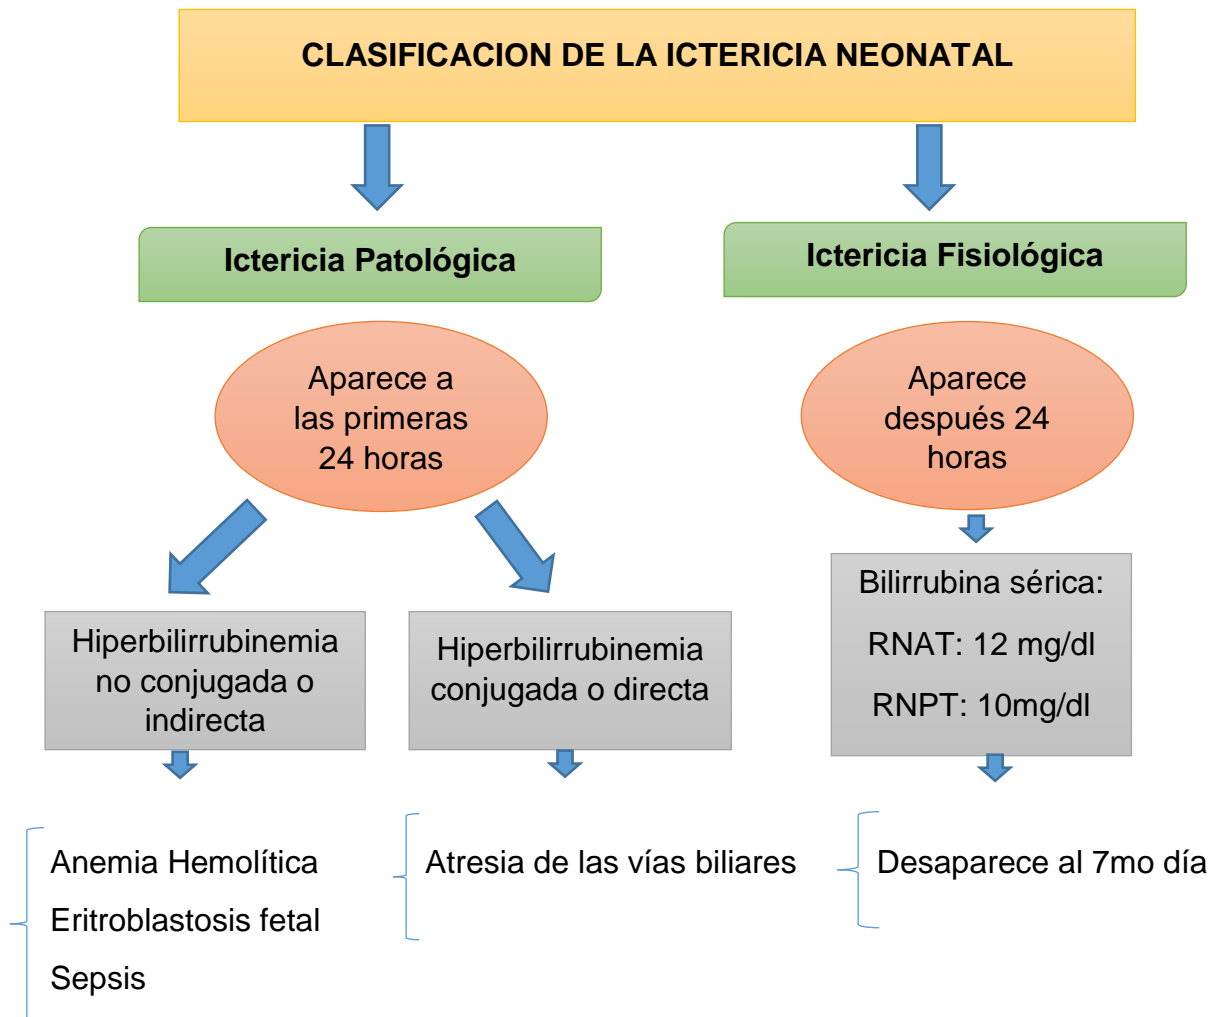 CLASIFICACION DE LA ICTERICIA NEONATAL
Ictericia Patológica
Ictericia Fisiológica
Aparece a
las primeras
24 horas
Aparece
después 24
horas
Hiperbilirrubinemia
no conjugada o
indirecta
Hiperbilirrubinemia
conjugada o directa
Bilirrubina sérica:
RNAT: 12 mg/dl
RNPT: 10mg/dl
Anemia Hemolítica
Eritroblastosis fetal
Sepsis
Atresia de las vías biliares
Desaparece al 7mo día